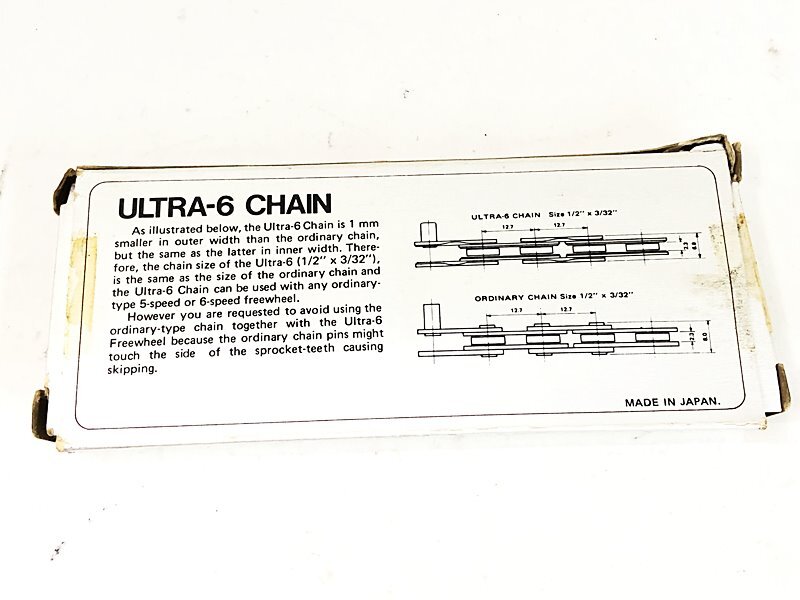 ULTRA-6 CHAIN
As illustrated below, the Ultra-6 Chain is 1 mm
smaller in outer width than the ordinary chain,
but the same as the latter in inner width. There-
fore, the chain size of the Ultra-6 (1/2" x 3/32"),
is the same as the size of the ordinary chain and
the Ultra-6 Chain can be used with any ordinary-
type 5-speed or 6-speed freewheel.
However you are requested to avoid using the
ordinary-type chain together with the Ultra-6
Freewheel because the ordinary chain pins might
touch the side of the sprocket-teeth causing
skipping.
ULTRA-6 CHAIN Size 1/2" x 3/32"
12.7 12.7
ORDINARY CHAIN Size 1/2" x 3/32"
12.7 12.7
8.0
MADE IN JAPAN.